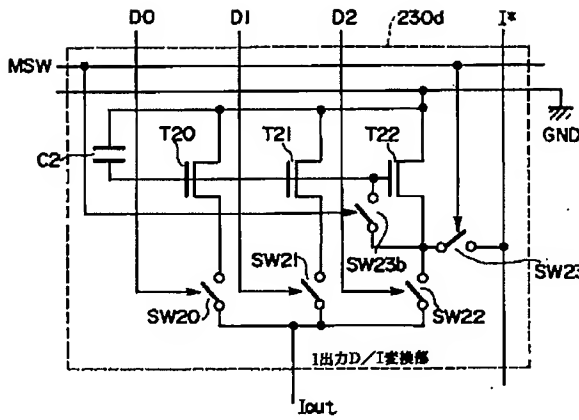 D0 D1 D2 230d I*
MSW
GND
T20 T21 T22
C2
SW23b
SW23
SW21
SW20
SW22
1出力D/I変換部
Iout